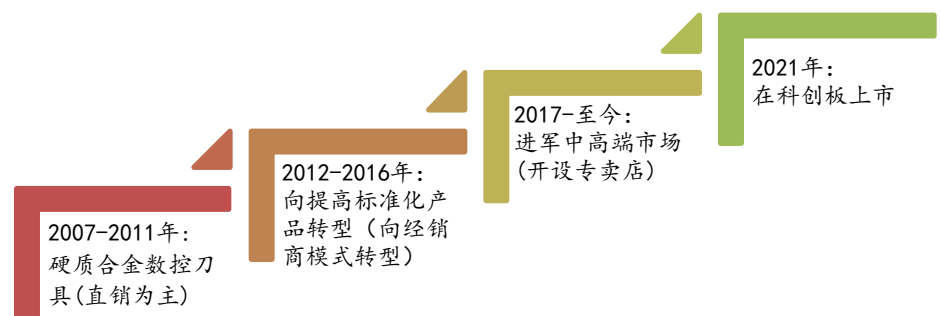 2007-2011年：
硬质合金数控刀
具(直销为主)
2012-2016年：
向提高标准化产
品转型（向经销
商模式转型）
2017-至今：
进军中高端市场
(开设专卖店)
2021年：
在科创板上市